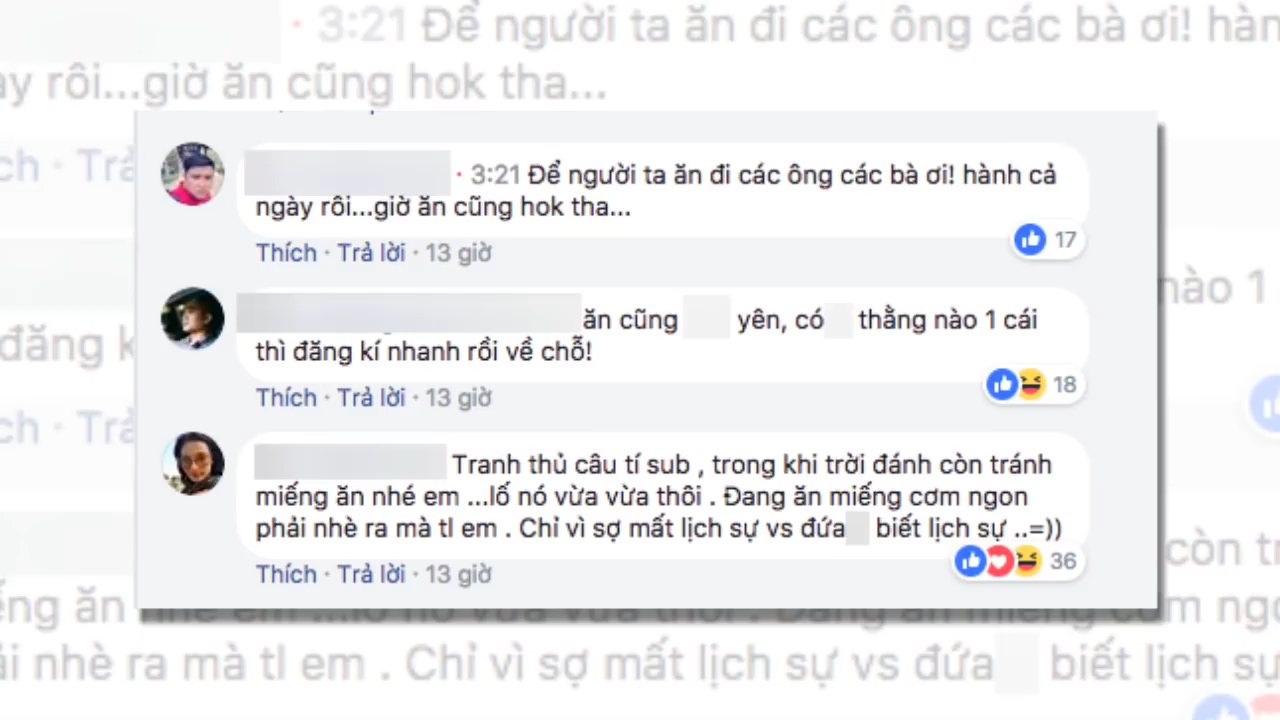 3:21 Để người ta ăn đi các ông các bà ơi! hàn
ày rồi...giờ ăn cũng hok tha...
· 3:21 Để người ta ăn đi các ông các bà ơi! hành cả
ngày rồi...giờ ăn cũng hok tha...
Thích · Trả lời · 13 giờ
17
ăn cũng yên, có thằng nào 1 cái
thì đăng kí nhanh rồi về chỗ!
Thích · Trả lời · 13 giờ
18
Tranh thủ câu tí sub , trong khi trời đánh còn tránh
miếng ăn nhé em ...lố nó vừa vừa thôi . Đang ăn miếng cơm ngon
phải nhè ra mà tl em . Chỉ vì sợ mất lịch sự vs đứa biết lịch sự ..=))
Thích · Trả lời · 13 giờ
36
ch · Trả
nào 1
đăng k
ch · Trả
còn tr
ếng ăn nhé em ...lố nó vừa vừa thôi . Đang ăn miếng cơm ngo
ải nhè ra mà tl em . Chỉ vì sợ mất lịch sự vs đứa biết lịch sự